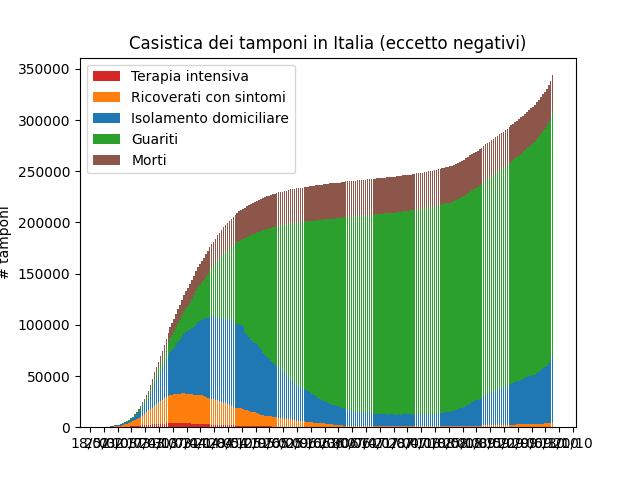 Casistica dei tamponi in Italia (eccetto negativi)
Terapia intensiva
Ricoverati con sintomi
Isolamento domiciliare
Guariti
Morti
350000
300000
250000
200000
150000
100000
50000
0
# tamponi